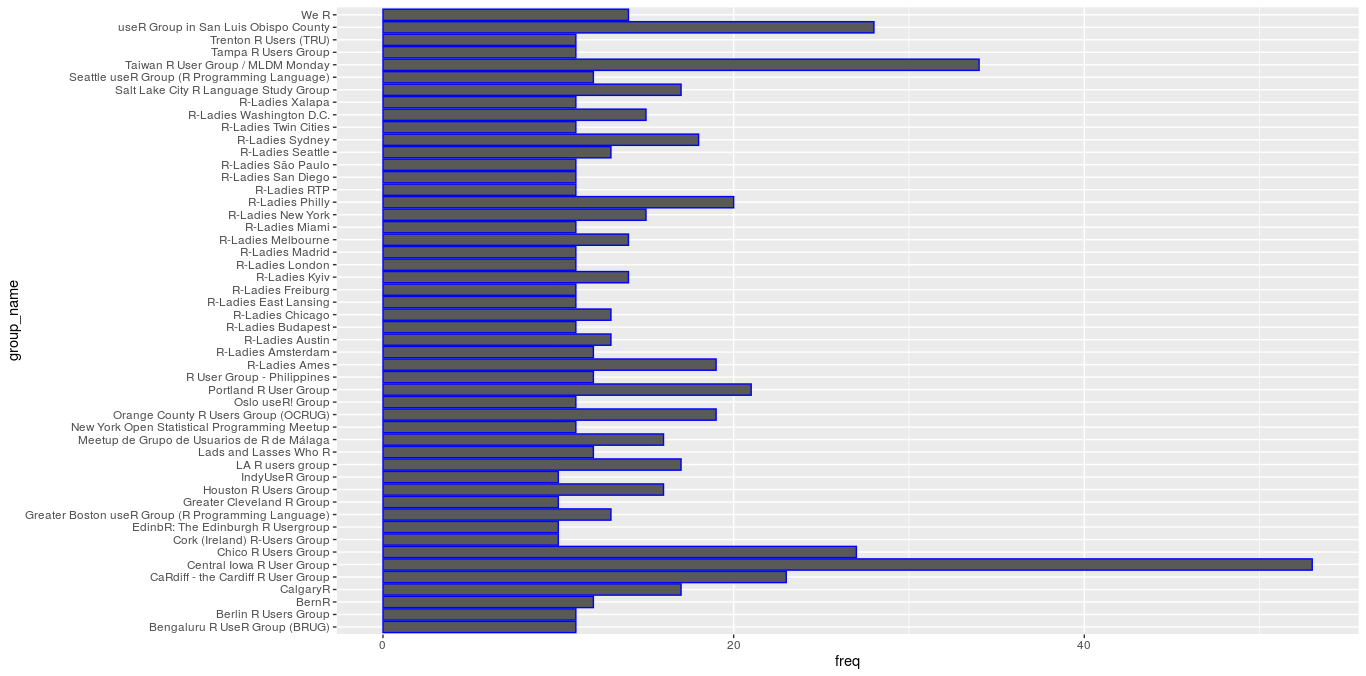 We R
useR Group in San Luis Obispo County
Trenton R Users (TRU)
Tampa R Users Group
Taiwan R User Group / MLDM Monday
Seattle useR Group (R Programming Language)
Salt Lake City R Language Study Group
R-Ladies Xalapa
R-Ladies Washington D.C.
R-Ladies Twin Cities
R-Ladies Sydney
R-Ladies Seattle
R-Ladies São Paulo
R-Ladies San Diego
R-Ladies RTP
R-Ladies Philly
R-Ladies New York
R-Ladies Miami
R-Ladies Melbourne
R-Ladies Madrid
R-Ladies London
R-Ladies Kyiv
R-Ladies Freiburg
R-Ladies East Lansing
R-Ladies Chicago
R-Ladies Budapest
R-Ladies Austin
R-Ladies Amsterdam
R-Ladies Ames
R User Group - Philippines
Portland R User Group
Oslo useR! Group
Orange County R Users Group (OCRUG)
New York Open Statistical Programming Meetup
Meetup de Grupo de Usuarios de R de Málaga
Lads and Lasses Who R
LA R users group
IndyUseR Group
Houston R Users Group
Greater Cleveland R Group
Greater Boston useR Group (R Programming Language)
EdinbR: The Edinburgh R Usergroup
Cork (Ireland) R-Users Group
Chico R Users Group
Central Iowa R User Group
CaRdiff - the Cardiff R User Group
CalgaryR
BernR
Berlin R Users Group
Bengaluru R UseR Group (BRUG)
group_name
0 20 40
freq